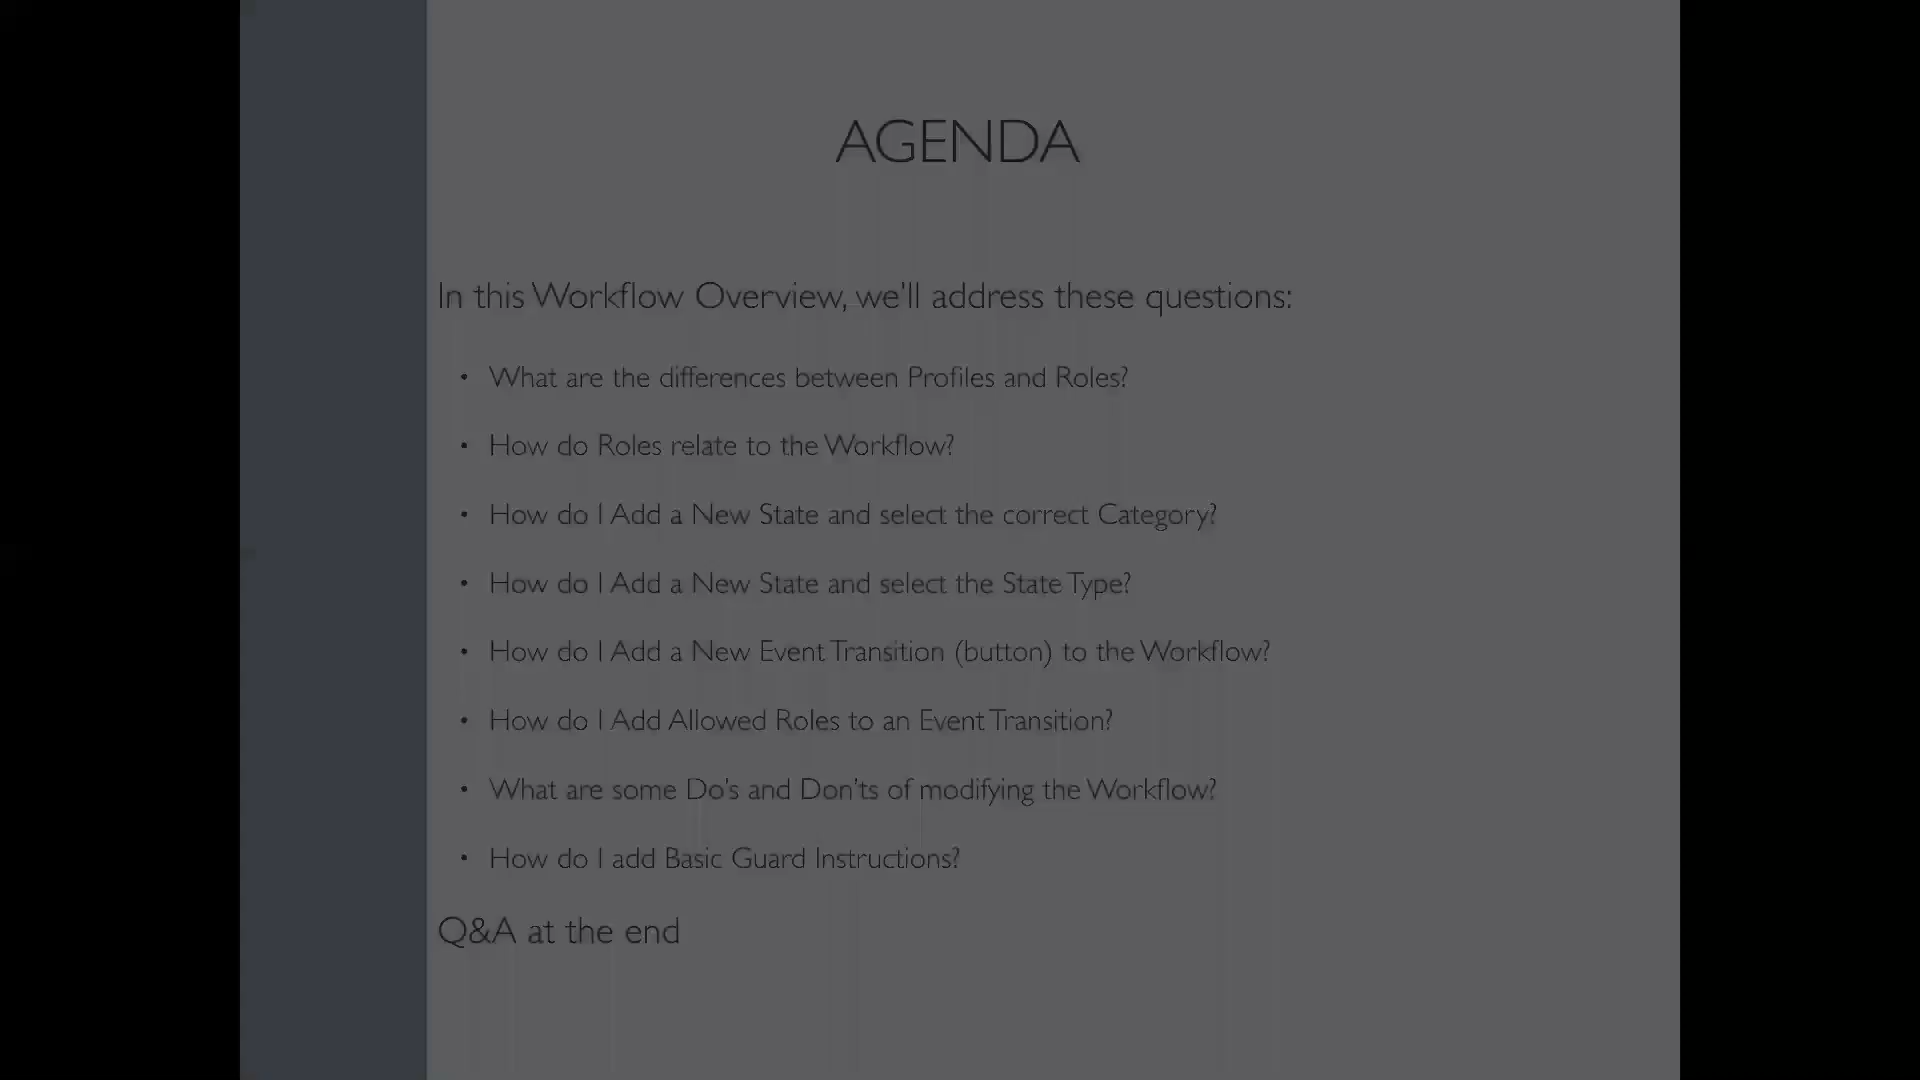 AGENDA
In this Workflow Overview, we'll address these questions:
• What are the differences between Profiles and Roles?
• How do Roles relate to the Workflow?
• How do I Add a New State and select the correct Category?
• How do I Add a New State and select the State Type?
• How do I Add a New Event Transition (button) to the Workflow?
• How do I Add Allowed Roles to an Event Transition?
• What are some Do's and Don'ts of modifying the Workflow?
• How do I add Basic Guard Instructions?
Q&A at the end